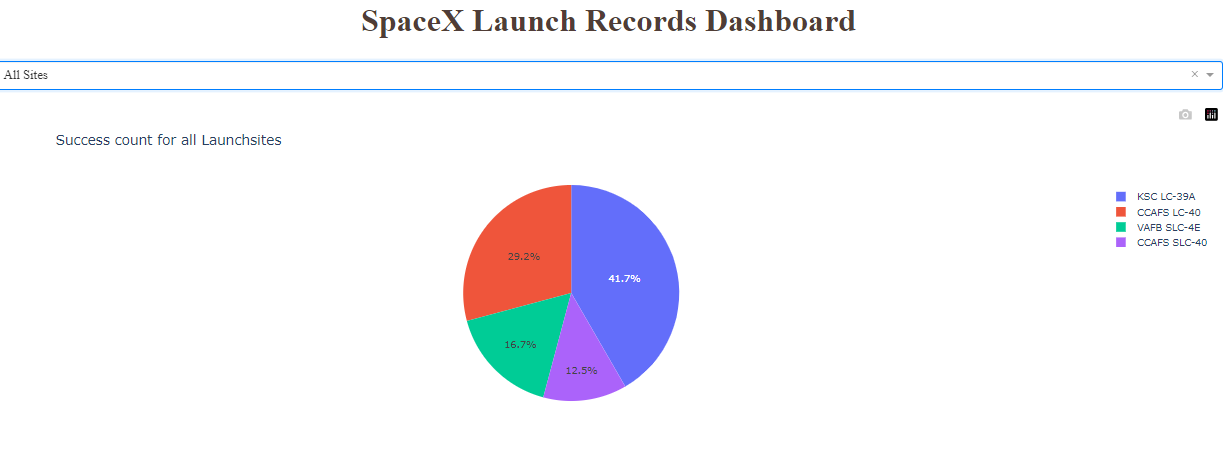 SpaceX Launch Records Dashboard
All Sites
Success count for all Launchsites
KSC LC-39A
CCAFS LC-40
VAFB SLC-4E
CCAFS SLC-40
29.2%
41.7%
16.7%
12.5%